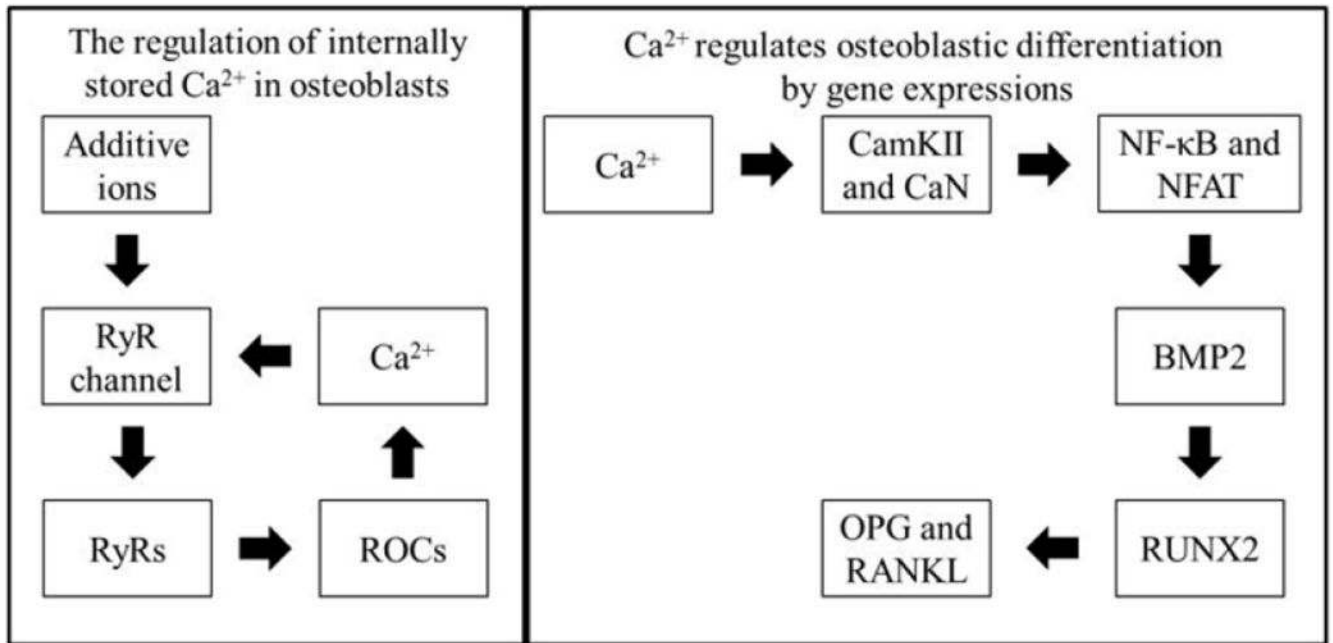 The regulation of internally
stored Ca²⁺ in osteoblasts
Additive
ions
RyR
channel
Ca²⁺
RyRs
ROCs
Ca²⁺ regulates osteoblastic differentiation
by gene expressions
Ca²⁺
CamKII
and CaN
NF-κB and
NFAT
BMP2
OPG and
RANKL
RUNX2